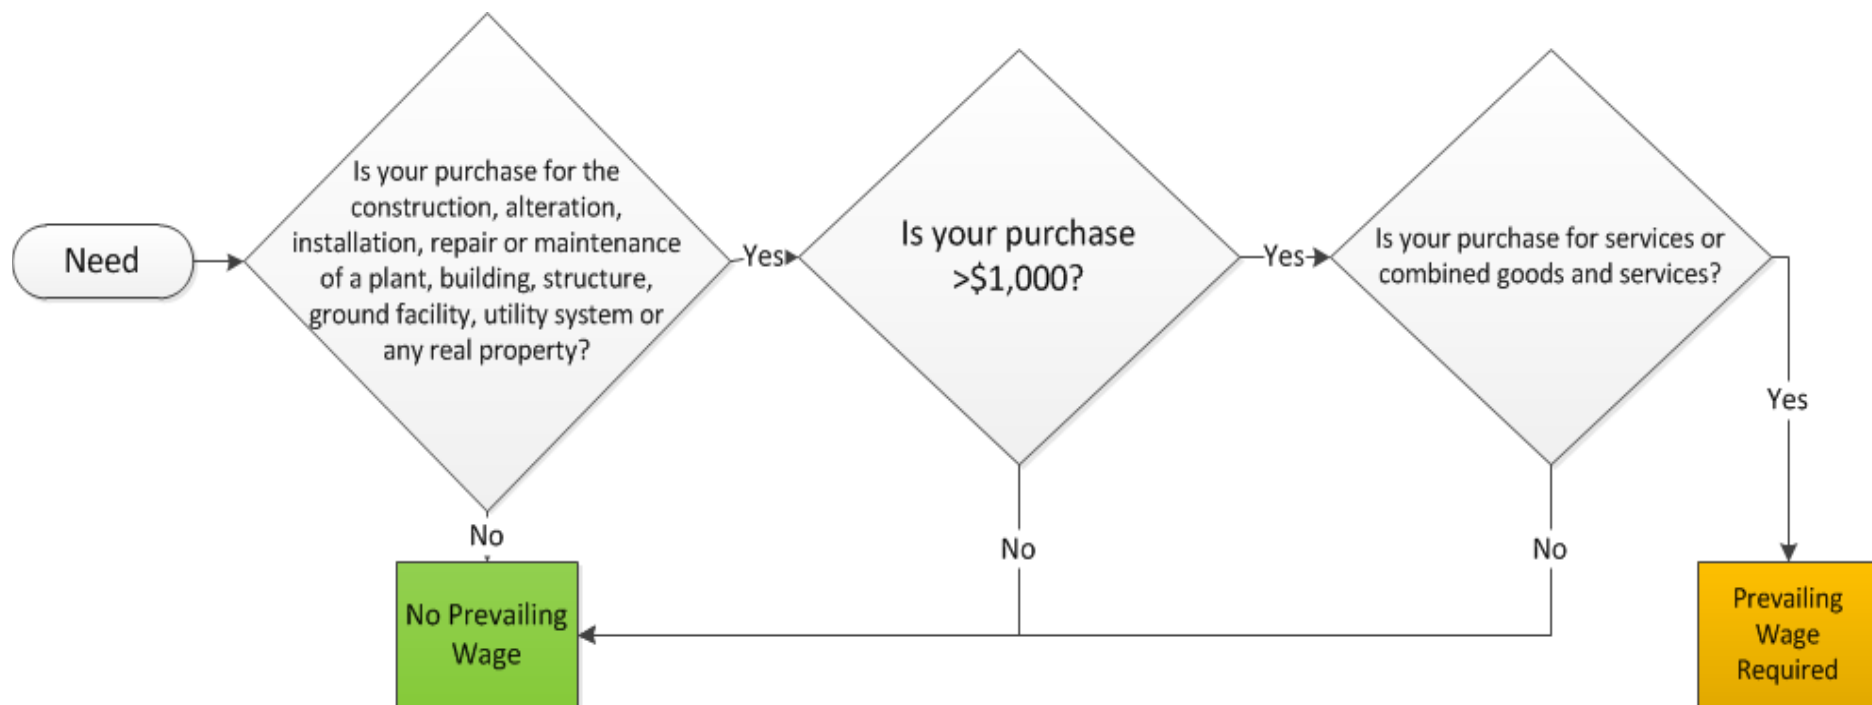 Need
Is your purchase for the
construction, alteration,
installation, repair or maintenance
of a plant, building, structure,
ground facility, utility system or
any real property?
Yes
Is your purchase
>$1,000?
Yes
Is your purchase for services or
combined goods and services?
Yes
No
No
No
No Prevailing
Wage
Prevailing
Wage
Required